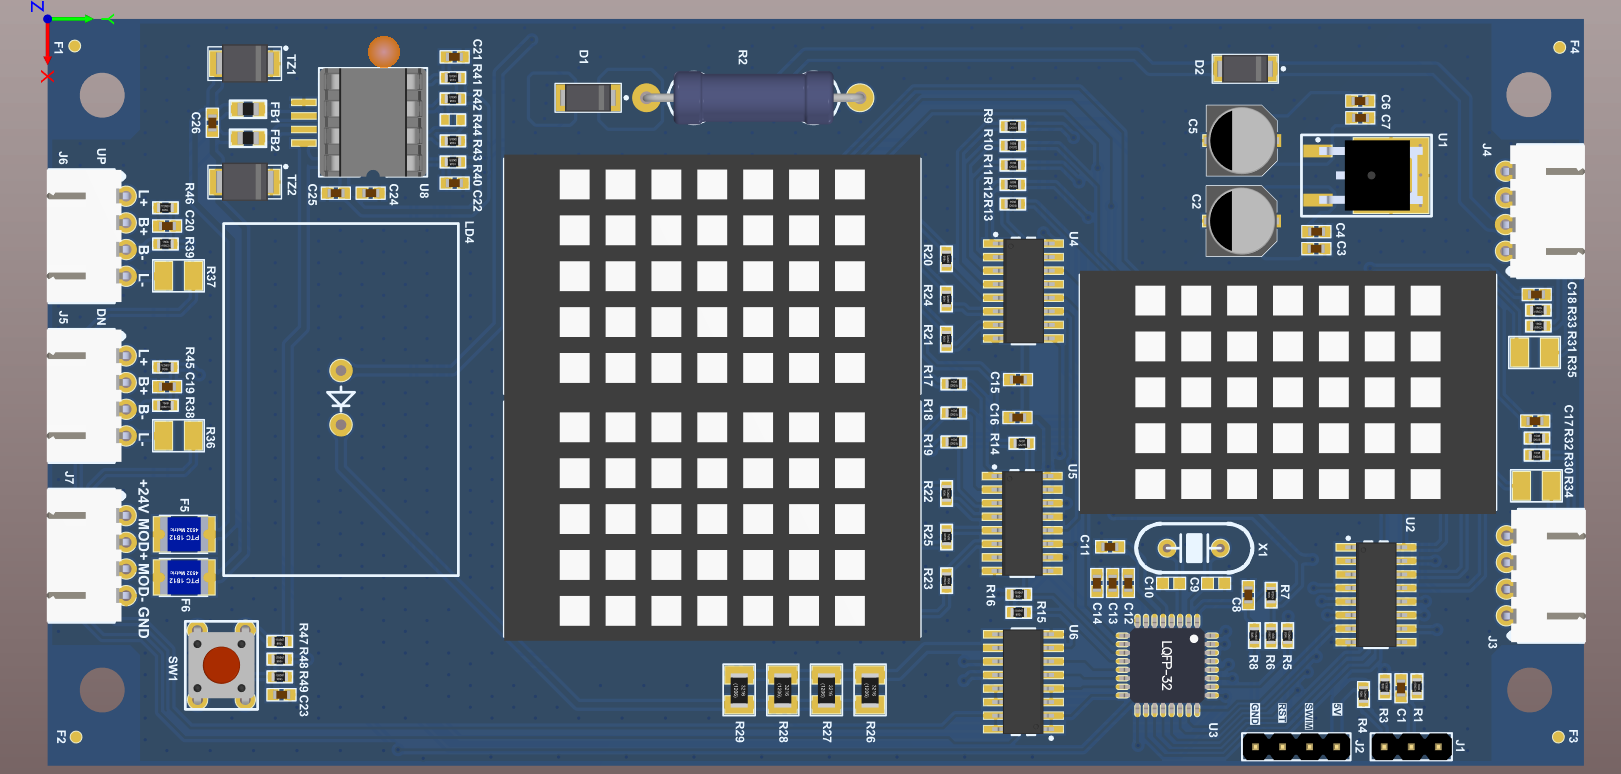 Z
Y
X
F1
TZ1
C26
FB1
FB2
TZ2
C21
R41
R42
R44
R43
R40
C22
U8
C25
C24
D1
R2
D2
F4
C5
C6
C7
U1
C2
C4
C3
J4
J6
UP
L+
B+
B-
L-
R46
C20
R39
R37
LD4
R9
R10
R11
R12
R13
U4
R20
R24
R21
R17
R18
R19
C15
C16
R14
R22
R25
R23
U5
R16
R15
U6
C18
R33
R31
R35
C17
R32
R30
R34
J5
DN
L+
B+
B-
L-
R45
C19
R38
R36
J7
+24V MOD+ MOD- GND
F5
PTC 1812
4532 Metric
PTC 1812
4532 Metric
F6
SW1
R47
R48
R49
C23
F2
R29
R28
R27
R26
C11
X1
C10
C9
C14
C13
C12
C8
R7
R8
R6
R5
U2
LQFP-32
U3
J3
GND
RST
SWIM
5V
R4
R3
C1
R1
J2
J1
F3